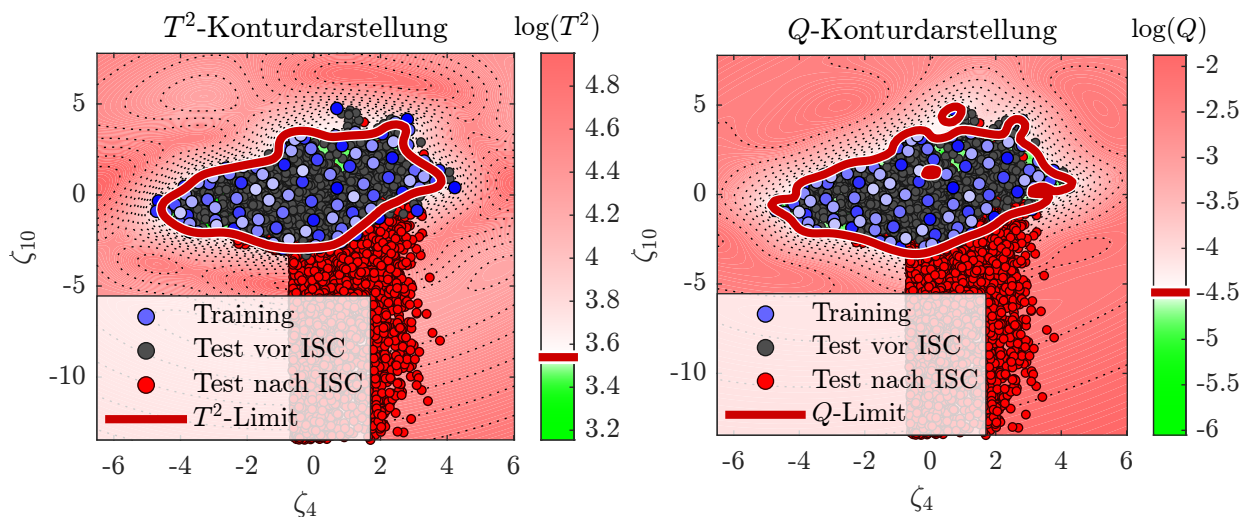 T²-Konturdarstellung
log(T²)
5
0
-5
-10
ζ₁₀
-6 -4 -2 0 2 4 6
ζ₄
Training
Test vor ISC
Test nach ISC
T²-Limit
4.8
4.6
4.4
4.2
4
3.8
3.6
3.4
3.2
Q-Konturdarstellung
log(Q)
5
0
-5
-10
ζ₁₀
-6 -4 -2 0 2 4 6
ζ₄
Training
Test vor ISC
Test nach ISC
Q-Limit
-2
-2.5
-3
-3.5
-4
-4.5
-5
-5.5
-6